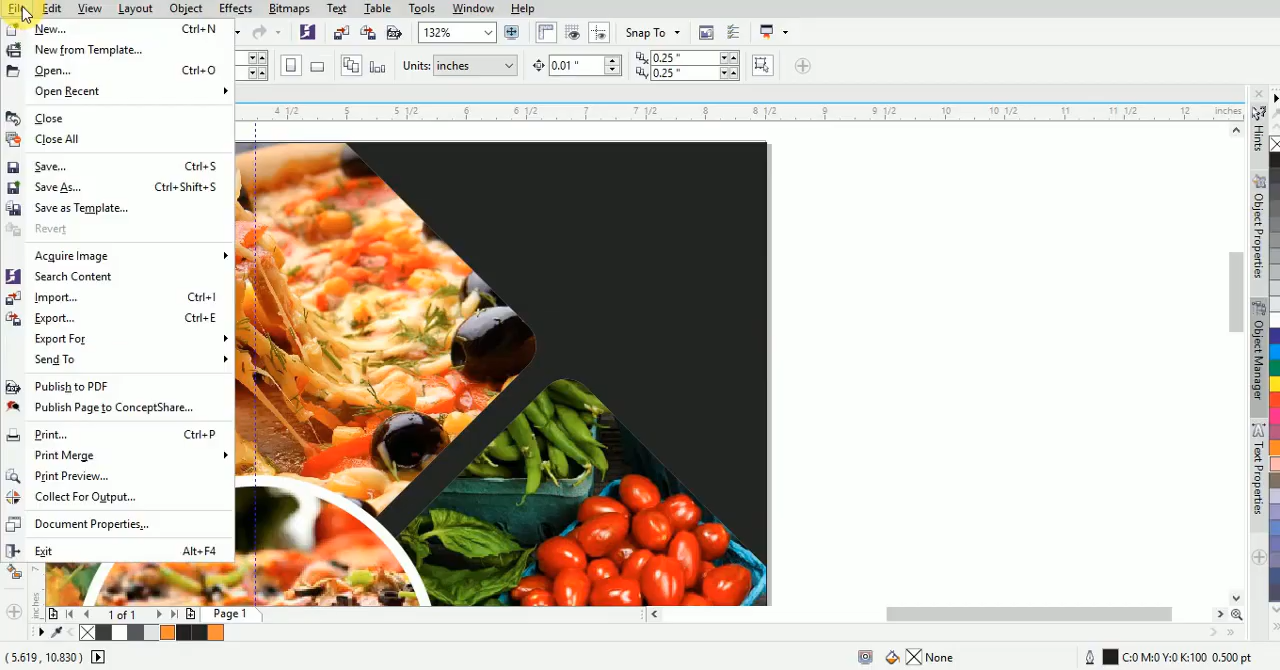 File Edit View Layout Object Effects Bitmaps Text Table Tools Window Help
New... Ctrl+N
132% Snap To
New from Template...
0.25 "
Units: inches 0.01 "
Open... Ctrl+O
0.25 "
Open Recent
4 1/2 5 5 1/2 6 6 1/2 7 7 1/2 8 8 1/2 9 9 1/2 10 10 1/2 11 11 1/2 12 inches
Close
Close All
Save... Ctrl+S
Save As... Ctrl+Shift+S
Save as Template...
Revert
Acquire Image
Search Content
Import... Ctrl+I
Export... Ctrl+E
Export For
Send To
Publish to PDF
Publish Page to ConceptShare...
Print... Ctrl+P
Print Merge
Print Preview...
Collect For Output...
Document Properties...
Exit Alt+F4
Hints
Object Properties
Object Manager
Text Properties
7
inches
1 of 1 Page 1
(5.619, 10.830) None C:0 M:0 Y:0 K:100 0.500 pt